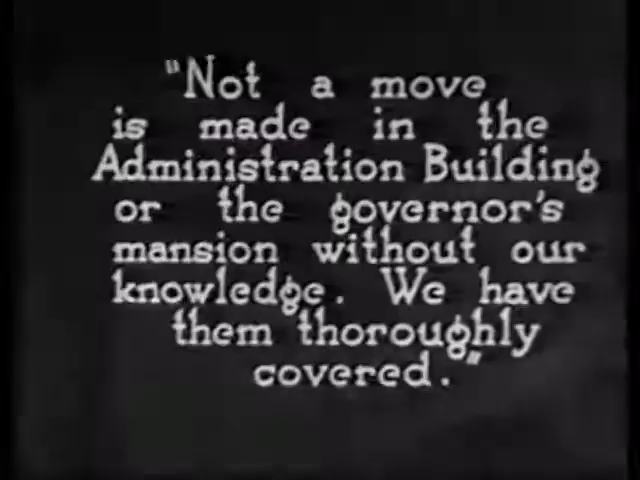 "Not a move
is made in the
Administration Building
or the governor's
mansion without our
knowledge. We have
them thoroughly
covered."